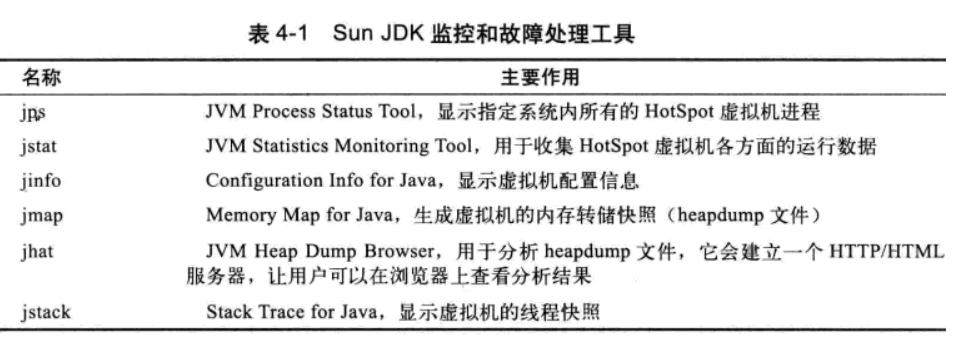 表 4-1 Sun JDK 监控和故障处理工具
名称 主要作用
jps JVM Process Status Tool，显示指定系统内所有的 HotSpot 虚拟机进程
jstat JVM Statistics Monitoring Tool，用于收集 HotSpot 虚拟机各方面的运行数据
jinfo Configuration Info for Java，显示虚拟机配置信息
jmap Memory Map for Java，生成虚拟机的内存转储快照（heapdump 文件）
jhat JVM Heap Dump Browser，用于分析 heapdump 文件，它会建立一个 HTTP/HTML
服务器，让用户可以在浏览器上查看分析结果
jstack Stack Trace for Java，显示虚拟机的线程快照